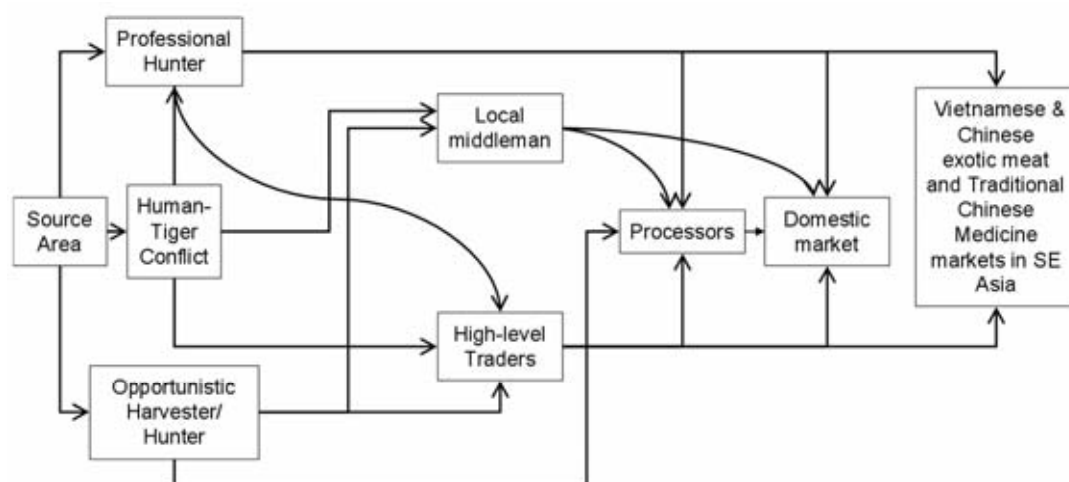 Professional
Hunter
Local
middleman
Vietnamese &
Chinese
exotic meat
and Traditional
Chinese
Medicine
markets in SE
Asia
Source
Area
Human-
Tiger
Conflict
Processors
Domestic
market
High-level
Traders
Opportunistic
Harvester/
Hunter